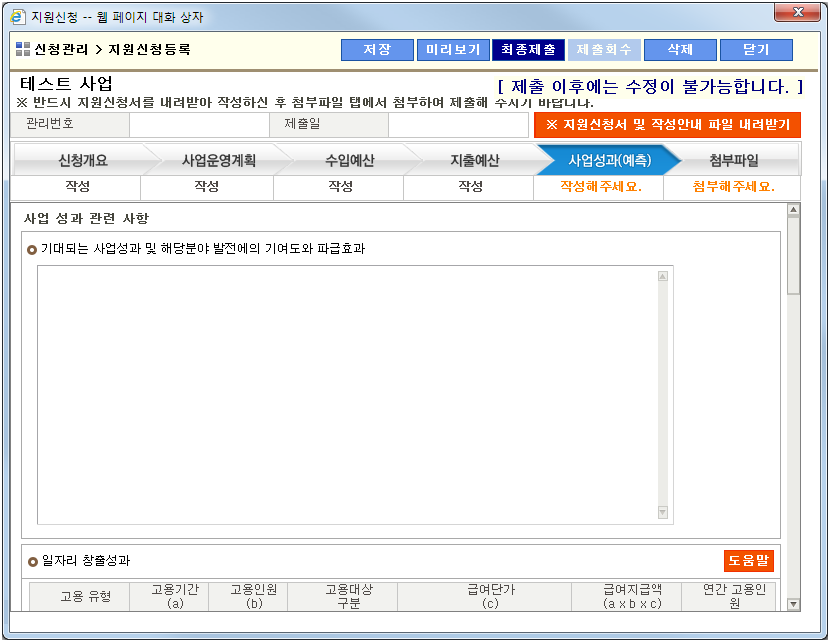 지원신청 -- 웹 페이지 대화 상자
신청관리 > 지원신청등록
저장 미리보기 최종제출 제출회수 삭제 닫기
테스트 사업
[ 제출 이후에는 수정이 불가능합니다. ]
※ 반드시 지원신청서를 내려받아 작성하신 후 첨부파일 탭에서 첨부하여 제출해 주시기 바랍니다.
관리번호 제출일 ※ 지원신청서 및 작성안내 파일 내려받기
신청개요 사업운영계획 수입예산 지출예산 사업성과(예측) 첨부파일
작성 작성 작성 작성 작성해주세요. 첨부해주세요.
사업 성과 관련 사항
기대되는 사업성과 및 해당분야 발전에의 기여도와 파급효과
일자리 창출성과 도움말
고용 유형 고용기간 (a) 고용인원 (b) 고용대상 구분 급여단가 (c) 급여지급액 (a x b x c) 연간 고용인원